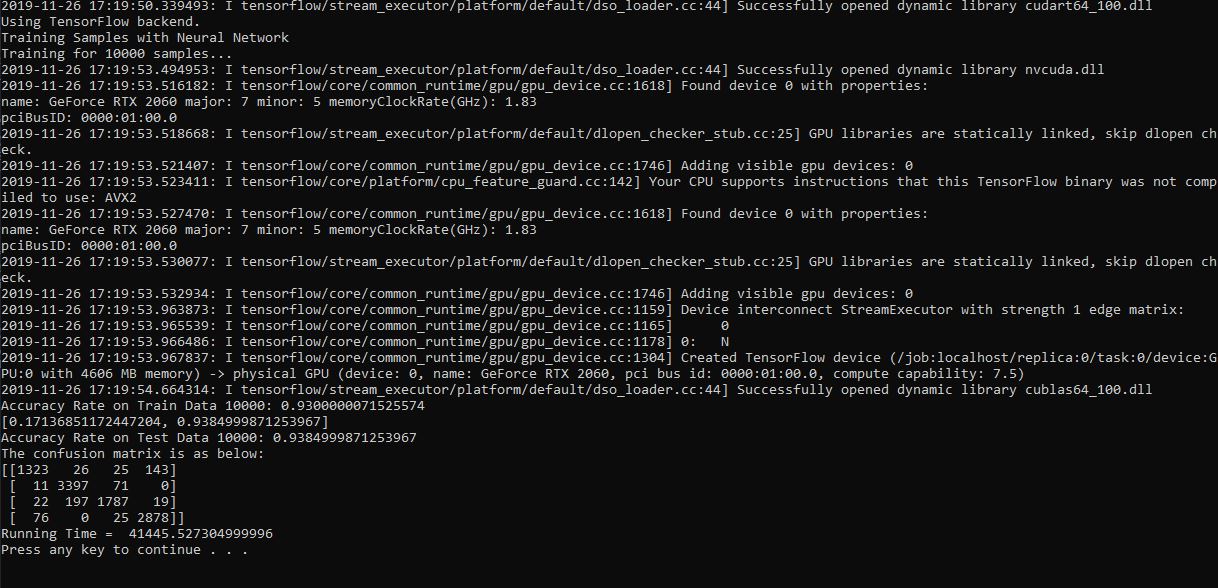 2019-11-26 17:19:50.339493: I tensorflow/stream_executor/platform/default/dso_loader.cc:44] Successfully opened dynamic library cudart64_100.dll
Using TensorFlow backend.
Training Samples with Neural Network
Training for 10000 samples...
2019-11-26 17:19:53.494953: I tensorflow/stream_executor/platform/default/dso_loader.cc:44] Successfully opened dynamic library nvcuda.dll
2019-11-26 17:19:53.516182: I tensorflow/core/common_runtime/gpu/gpu_device.cc:1618] Found device 0 with properties:
name: GeForce RTX 2060 major: 7 minor: 5 memoryClockRate(GHz): 1.83
pciBusID: 0000:01:00.0
2019-11-26 17:19:53.518668: I tensorflow/stream_executor/platform/default/dlopen_checker_stub.cc:25] GPU libraries are statically linked, skip dlopen ch
eck.
2019-11-26 17:19:53.521407: I tensorflow/core/common_runtime/gpu/gpu_device.cc:1746] Adding visible gpu devices: 0
2019-11-26 17:19:53.523411: I tensorflow/core/platform/cpu_feature_guard.cc:142] Your CPU supports instructions that this TensorFlow binary was not comp
iled to use: AVX2
2019-11-26 17:19:53.527470: I tensorflow/core/common_runtime/gpu/gpu_device.cc:1618] Found device 0 with properties:
name: GeForce RTX 2060 major: 7 minor: 5 memoryClockRate(GHz): 1.83
pciBusID: 0000:01:00.0
2019-11-26 17:19:53.530077: I tensorflow/stream_executor/platform/default/dlopen_checker_stub.cc:25] GPU libraries are statically linked, skip dlopen ch
eck.
2019-11-26 17:19:53.532934: I tensorflow/core/common_runtime/gpu/gpu_device.cc:1746] Adding visible gpu devices: 0
2019-11-26 17:19:53.963873: I tensorflow/core/common_runtime/gpu/gpu_device.cc:1159] Device interconnect StreamExecutor with strength 1 edge matrix:
2019-11-26 17:19:53.965539: I tensorflow/core/common_runtime/gpu/gpu_device.cc:1165]      0
2019-11-26 17:19:53.966486: I tensorflow/core/common_runtime/gpu/gpu_device.cc:1178] 0:   N
2019-11-26 17:19:53.967837: I tensorflow/core/common_runtime/gpu/gpu_device.cc:1304] Created TensorFlow device (/job:localhost/replica:0/task:0/device:G
PU:0 with 4606 MB memory) -> physical GPU (device: 0, name: GeForce RTX 2060, pci bus id: 0000:01:00.0, compute capability: 7.5)
2019-11-26 17:19:54.664314: I tensorflow/stream_executor/platform/default/dso_loader.cc:44] Successfully opened dynamic library cublas64_100.dll
Accuracy Rate on Train Data 10000: 0.9300000071525574
[0.17136851172447204, 0.9384999871253967]
Accuracy Rate on Test Data 10000: 0.9384999871253967
The confusion matrix is as below:
[[1323   26   25  143]
 [  11 3397   71    0]
 [  22  197 1787   19]
 [  76    0   25 2878]]
Running Time =  41445.527304999996
Press any key to continue . . .